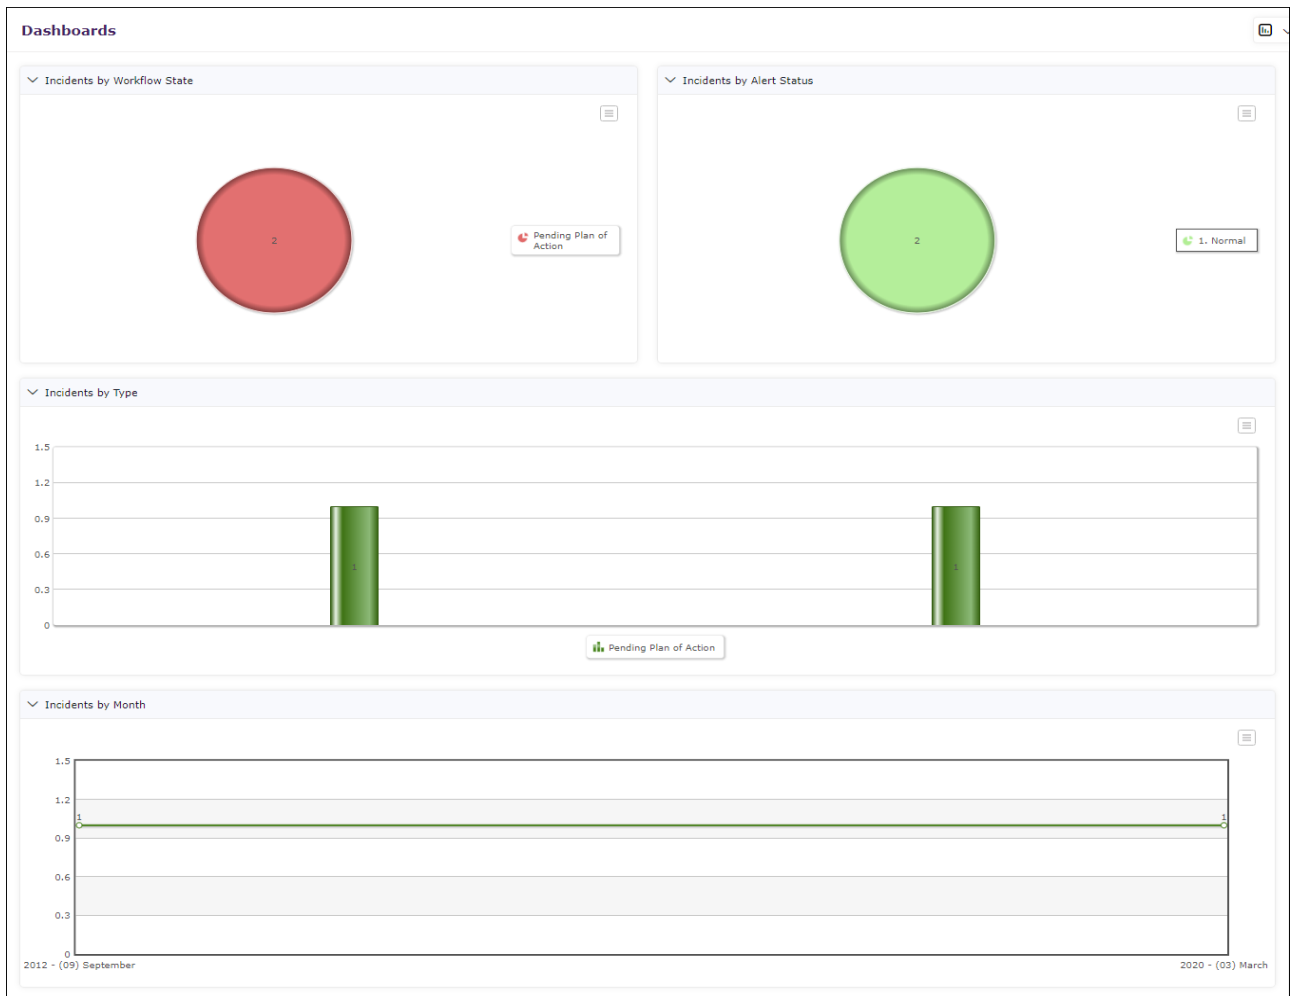 Dashboards
Incidents by Workflow State
2
Pending Plan of
Action
Incidents by Alert Status
2
1. Normal
Incidents by Type
1.5
1.2
0.9
0.6
0.3
0
1
1
Pending Plan of Action
Incidents by Month
1.5
1.2
0.9
0.6
0.3
0
1
1
2012 - (09) September
2020 - (03) March